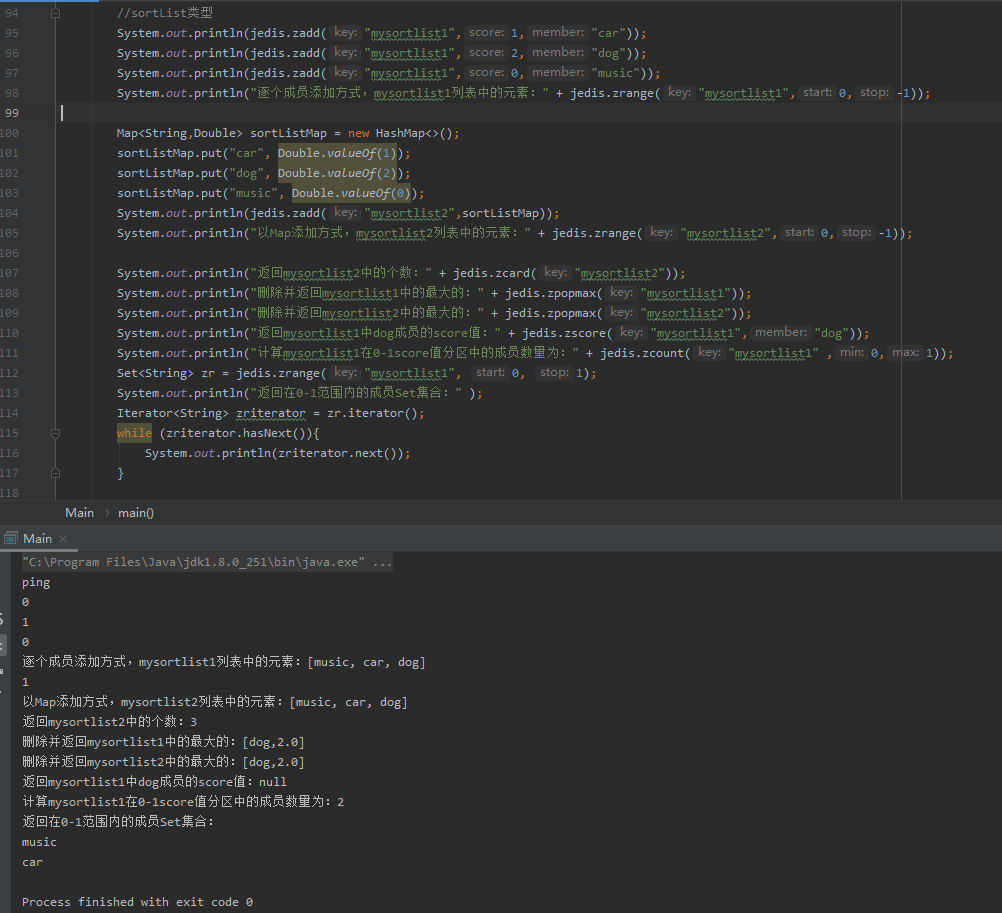 94 //sortList类型
95 System.out.println(jedis.zadd( key: "mysortlist1", score: 1, member: "car"));
96 System.out.println(jedis.zadd( key: "mysortlist1", score: 2, member: "dog"));
97 System.out.println(jedis.zadd( key: "mysortlist1", score: 0, member: "music"));
98 System.out.println("逐个成员添加方式，mysortlist1列表中的元素：" + jedis.zrange( key: "mysortlist1", start: 0, stop: -1));
99
100 Map<String,Double> sortListMap = new HashMap<>();
101 sortListMap.put("car", Double.valueOf(1));
102 sortListMap.put("dog", Double.valueOf(2));
103 sortListMap.put("music", Double.valueOf(0));
104 System.out.println(jedis.zadd( key: "mysortlist2",sortListMap));
105 System.out.println("以Map添加方式，mysortlist2列表中的元素：" + jedis.zrange( key: "mysortlist2", start: 0, stop: -1));
106
107 System.out.println("返回mysortlist2中的个数：" + jedis.zcard( key: "mysortlist2"));
108 System.out.println("删除并返回mysortlist1中的最大的：" + jedis.zpopmax( key: "mysortlist1"));
109 System.out.println("删除并返回mysortlist2中的最大的：" + jedis.zpopmax( key: "mysortlist2"));
110 System.out.println("返回mysortlist1中dog成员的score值：" + jedis.zscore( key: "mysortlist1", member: "dog"));
111 System.out.println("计算mysortlist1在0-1score值分区中的成员数量为：" + jedis.zcount( key: "mysortlist1" , min: 0, max: 1));
112 Set<String> zr = jedis.zrange( key: "mysortlist1", start: 0, stop: 1);
113 System.out.println("返回在0-1范围内的成员Set集合：" );
114 Iterator<String> zriterator = zr.iterator();
115 while (zriterator.hasNext()){
116 System.out.println(zriterator.next());
117 }
118
Main › main()
Main ×
"C:\Program Files\Java\jdk1.8.0_251\bin\java.exe" ...
ping
0
1
0
逐个成员添加方式，mysortlist1列表中的元素：[music, car, dog]
1
以Map添加方式，mysortlist2列表中的元素：[music, car, dog]
返回mysortlist2中的个数：3
删除并返回mysortlist1中的最大的：[dog,2.0]
删除并返回mysortlist2中的最大的：[dog,2.0]
返回mysortlist1中dog成员的score值：null
计算mysortlist1在0-1score值分区中的成员数量为：2
返回在0-1范围内的成员Set集合：
music
car
Process finished with exit code 0